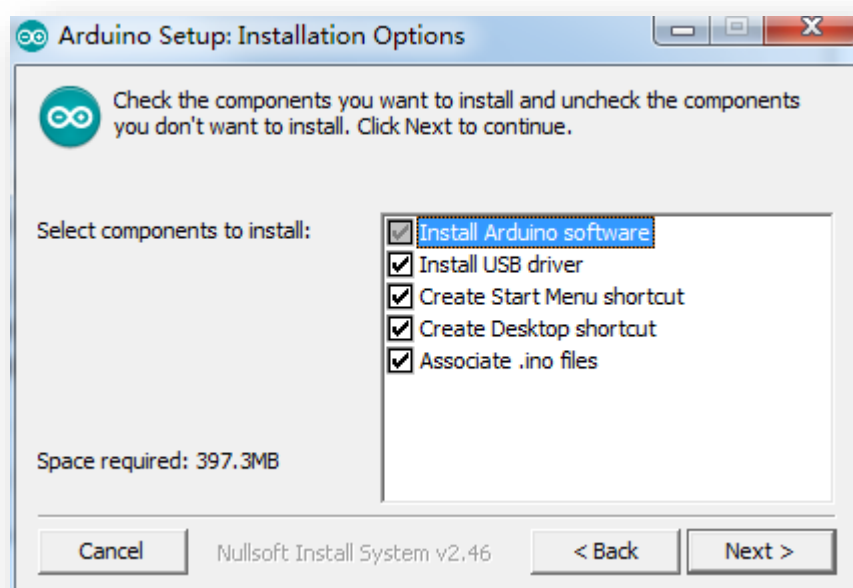 Arduino Setup: Installation Options
Check the components you want to install and uncheck the components
you don't want to install. Click Next to continue.
Select components to install:
Install Arduino software
Install USB driver
Create Start Menu shortcut
Create Desktop shortcut
Associate .ino files
Space required: 397.3MB
Cancel
Nullsoft Install System v2.46
< Back
Next >